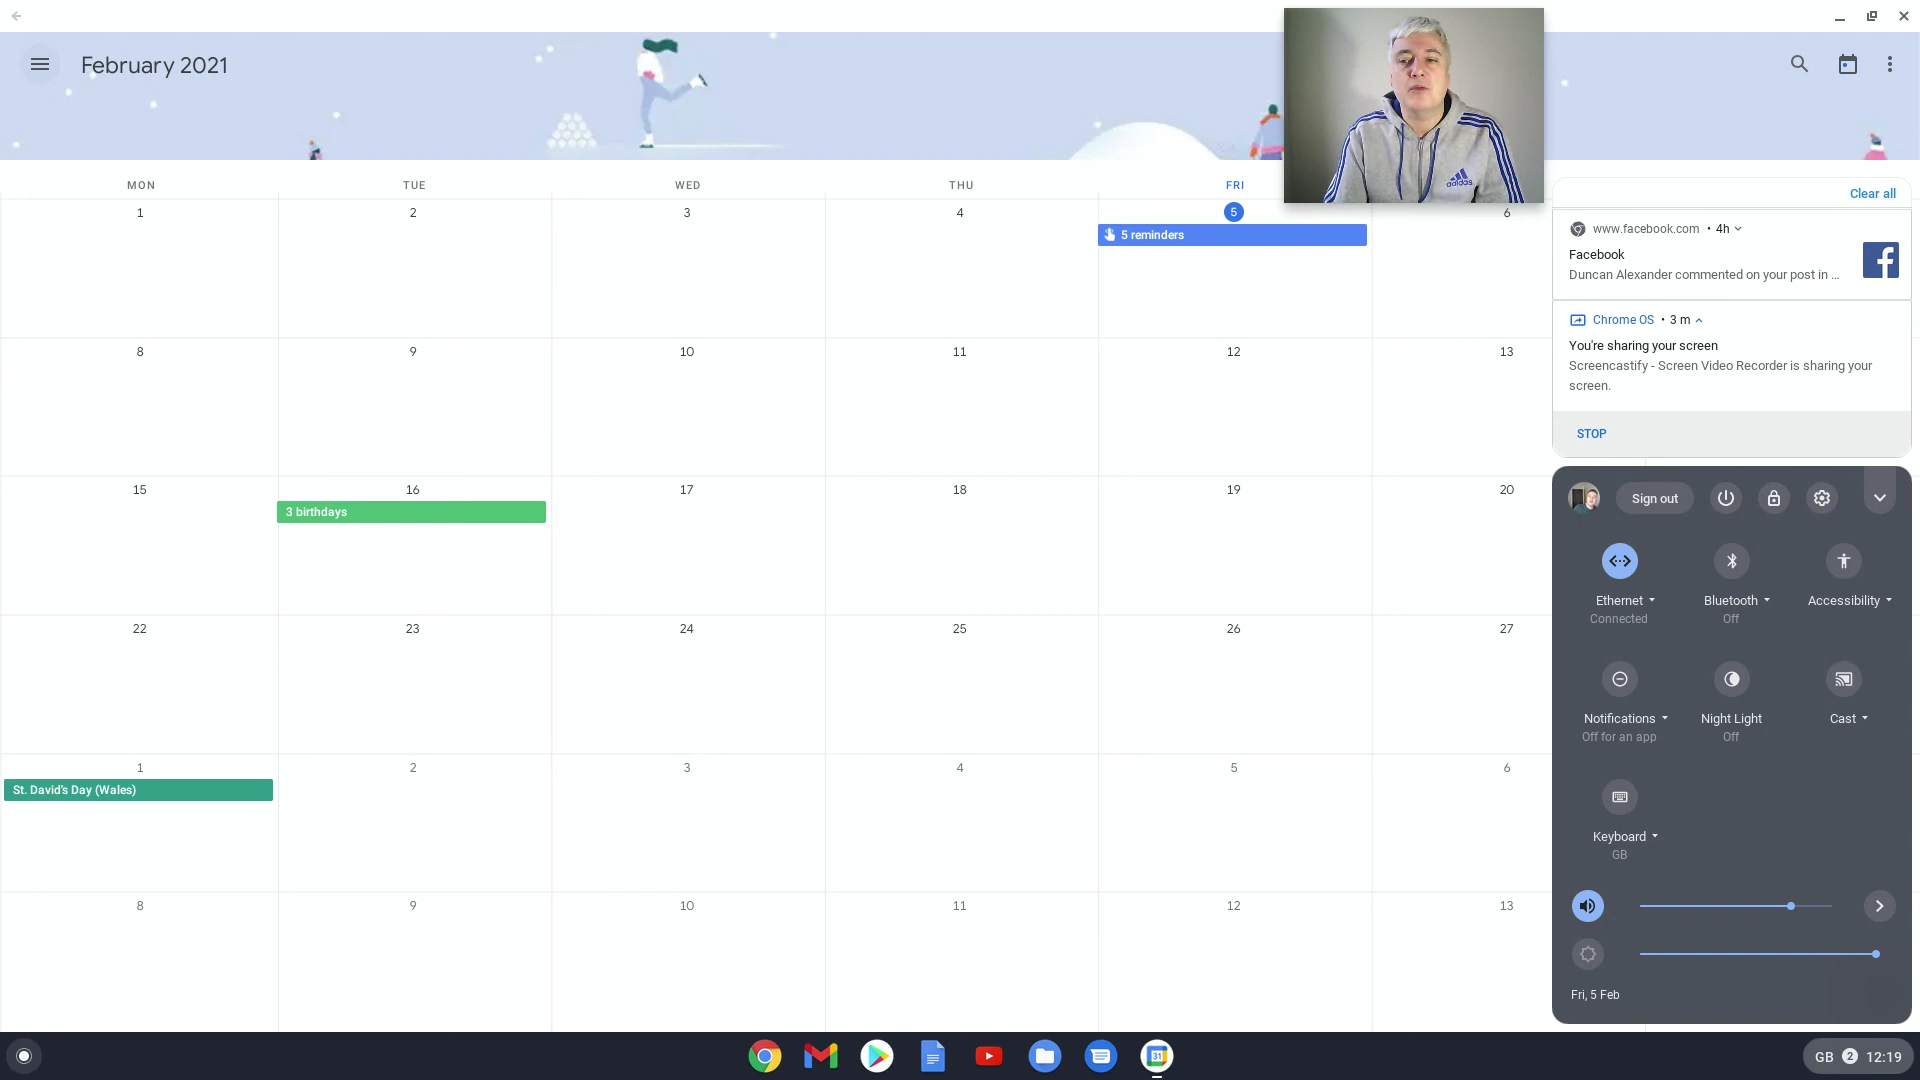 February 2021
adidas
MON TUE WED THU FRI
1 2 3 4 5 6
5 reminders
8 9 10 11 12 13
15 16 17 18 19 20
3 birthdays
22 23 24 25 26 27
1 2 3 4 5 6
St. David's Day (Wales)
8 9 10 11 12 13
Clear all
www.facebook.com • 4h
Facebook
Duncan Alexander commented on your post in …
Chrome OS • 3 m
You're sharing your screen
Screencastify - Screen Video Recorder is sharing your
screen.
STOP
Sign out
Ethernet Bluetooth Accessibility
Connected Off
Notifications Night Light Cast
Off for an app Off
Keyboard
GB
Fri, 5 Feb
31
GB 2 12:19